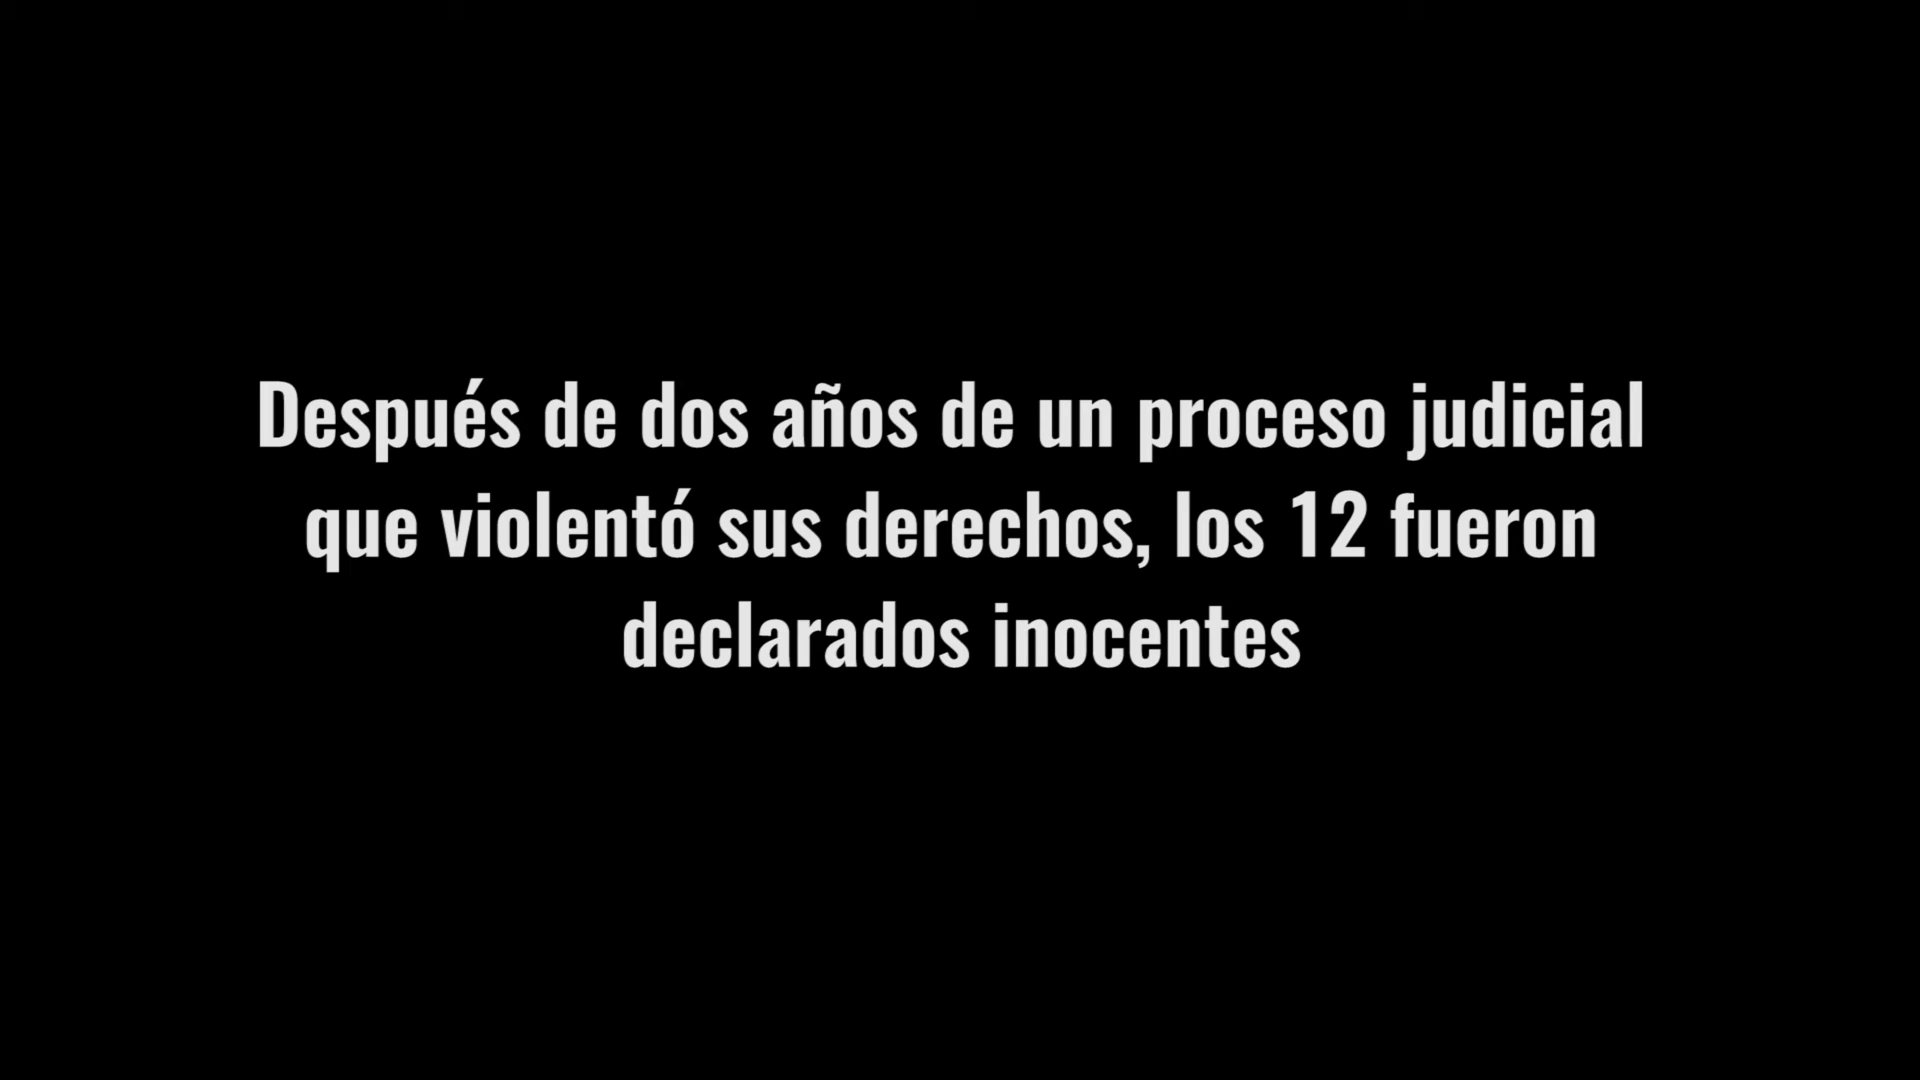 Después de dos años de un proceso judicial
que violentó sus derechos, los 12 fueron
declarados inocentes